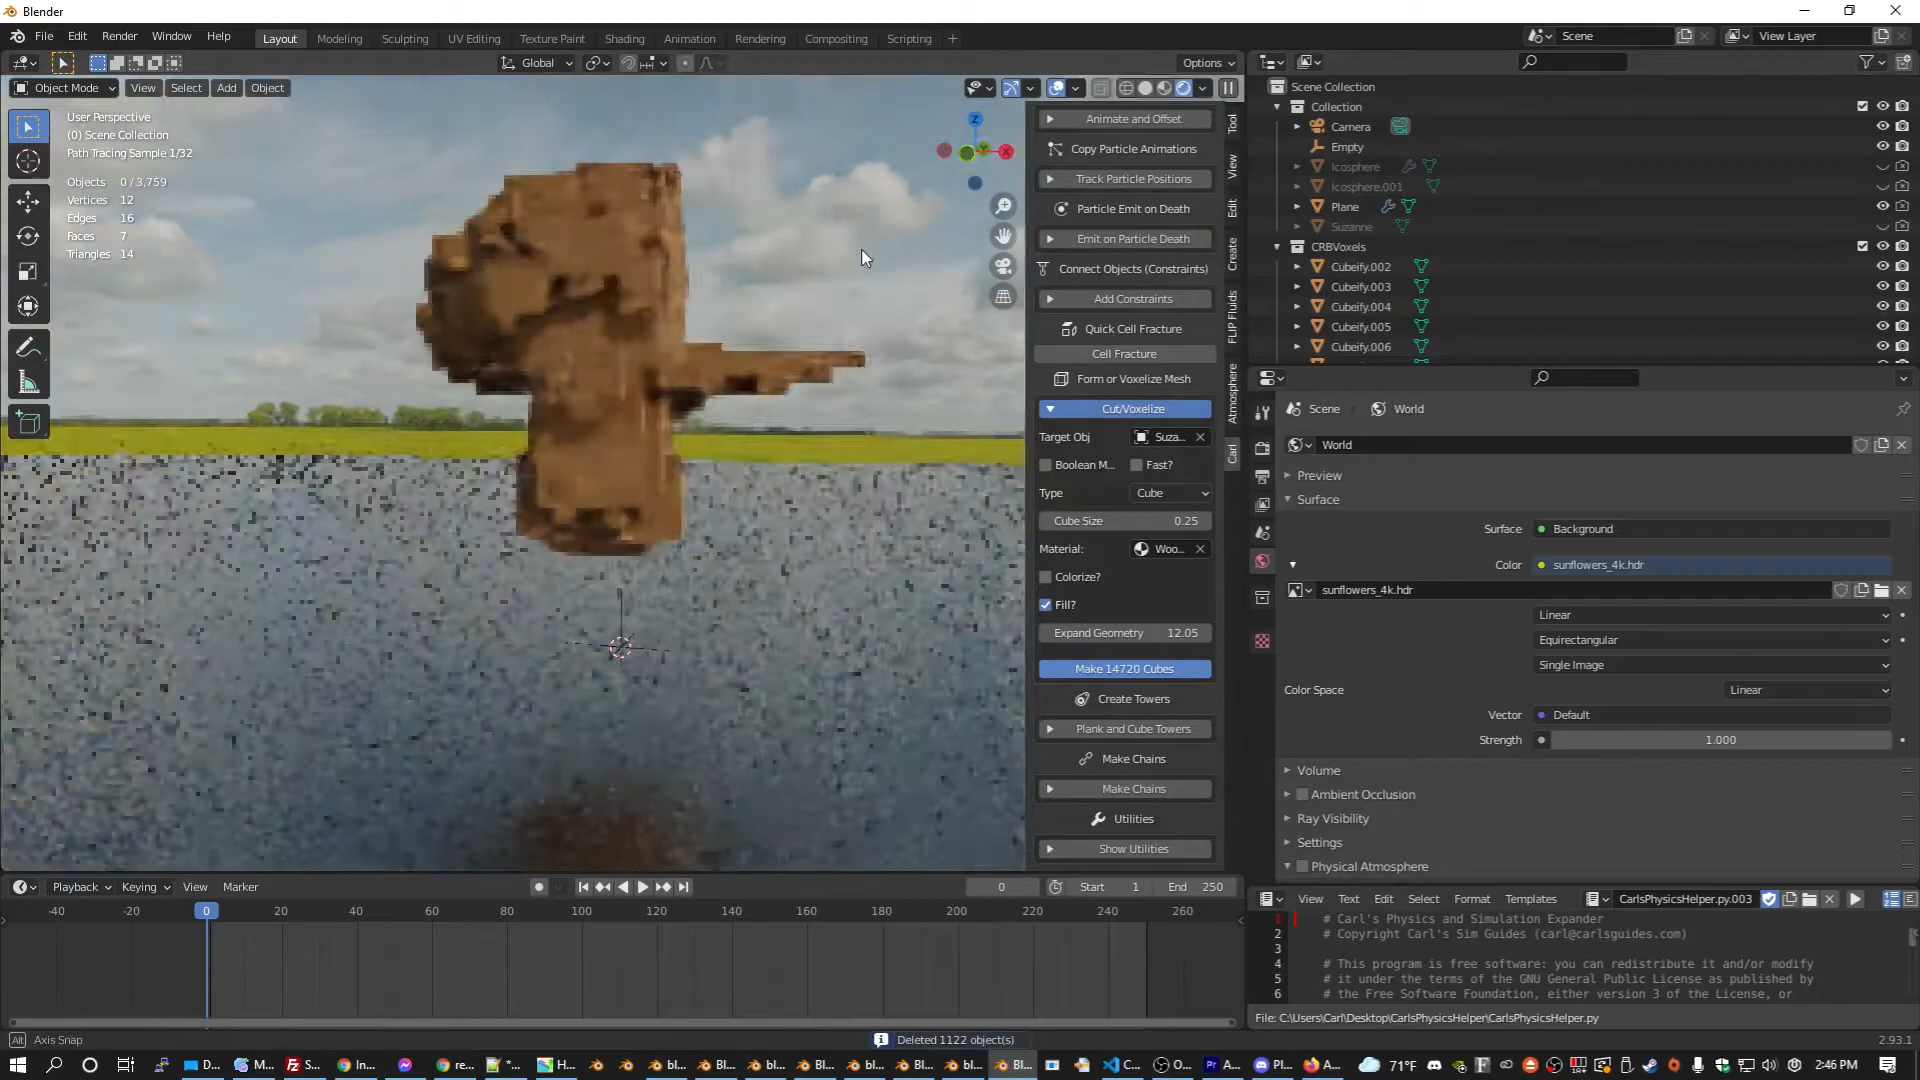 Blender
File Edit Render Window Help
Layout Modeling Sculpting UV Editing Texture Paint Shading Animation Rendering Compositing Scripting +
Scene
View Layer
Global
Options
Object Mode View Select Add Object
User Perspective
(0) Scene Collection
Path Tracing Sample 1/32
Objects 0 / 3,759
Vertices 12
Edges 16
Faces 7
Triangles 14
Z
X
Animate and Offset
Copy Particle Animations
Track Particle Positions
Particle Emit on Death
Emit on Particle Death
Connect Objects (Constraints)
Add Constraints
Quick Cell Fracture
Cell Fracture
Form or Voxelize Mesh
Cut/Voxelize
Target Obj Suza...
Boolean M... Fast?
Type Cube
Cube Size 0.25
Material: Woo...
Colorize?
Fill?
Expand Geometry 12.05
Make 14720 Cubes
Create Towers
Plank and Cube Towers
Make Chains
Make Chains
Utilities
Show Utilities
Tool
View
Edit
Create
FLIP Fluids
Atmosphere
Carl
Scene Collection
Collection
Camera
Empty
Icosphere
Icosphere.001
Plane
Suzanne
CRBVoxels
Cubeify.002
Cubeify.003
Cubeify.004
Cubeify.005
Cubeify.006
Scene World
World
Preview
Surface
Surface Background
Color sunflowers_4k.hdr
sunflowers_4k.hdr
Linear
Equirectangular
Single Image
Color Space Linear
Vector Default
Strength 1.000
Volume
Ambient Occlusion
Ray Visibility
Settings
Physical Atmosphere
Playback Keying View Marker
0 Start 1 End 250
-40 -20 0 20 40 60 80 100 120 140 160 180 200 220 240 260
View Text Edit Select Format Templates CarlsPhysicsHelper.py.003
1 # Carl's Physics and Simulation Expander
2 # Copyright Carl's Sim Guides (carl@carlsguides.com)
3
4 # This program is free software: you can redistribute it and/or modify
5 # it under the terms of the GNU General Public License as published by
6 # the Free Software Foundation, either version 3 of the License, or
File: C:\Users\Carl\Desktop\CarlsPhysicsHelper\CarlsPhysicsHelper.py
Alt Axis Snap
Deleted 1122 object(s)
2.93.1
D... M... S... In... re... *... H... bl... Bl... bl... Bl... bl... Bl... bl... Bl... C... O... A... Pl... A...
71°F
2:46 PM